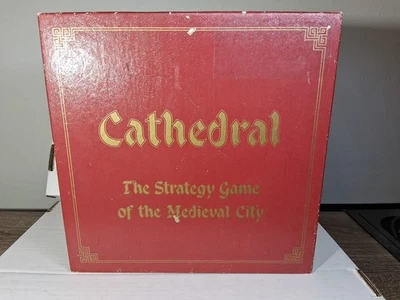 Cathedral
The Strategy Game
of the Medieval City